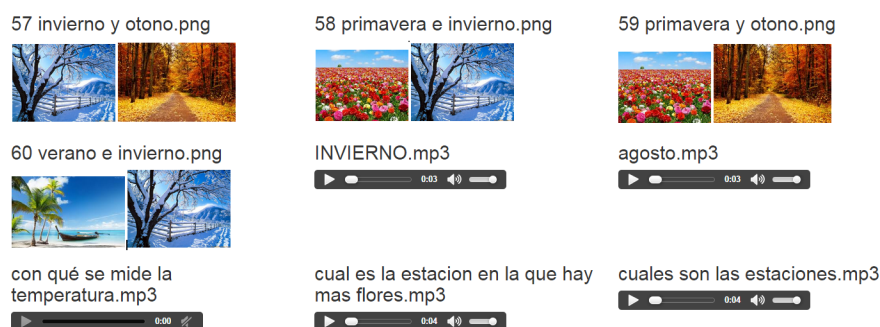 57 invierno y otono.png
58 primavera e invierno.png
59 primavera y otono.png
60 verano e invierno.png
INVIERNO.mp3
0:03
agosto.mp3
0:03
con qué se mide la
temperatura.mp3
0:00
cual es la estacion en la que hay
mas flores.mp3
0:04
cuales son las estaciones.mp3
0:04